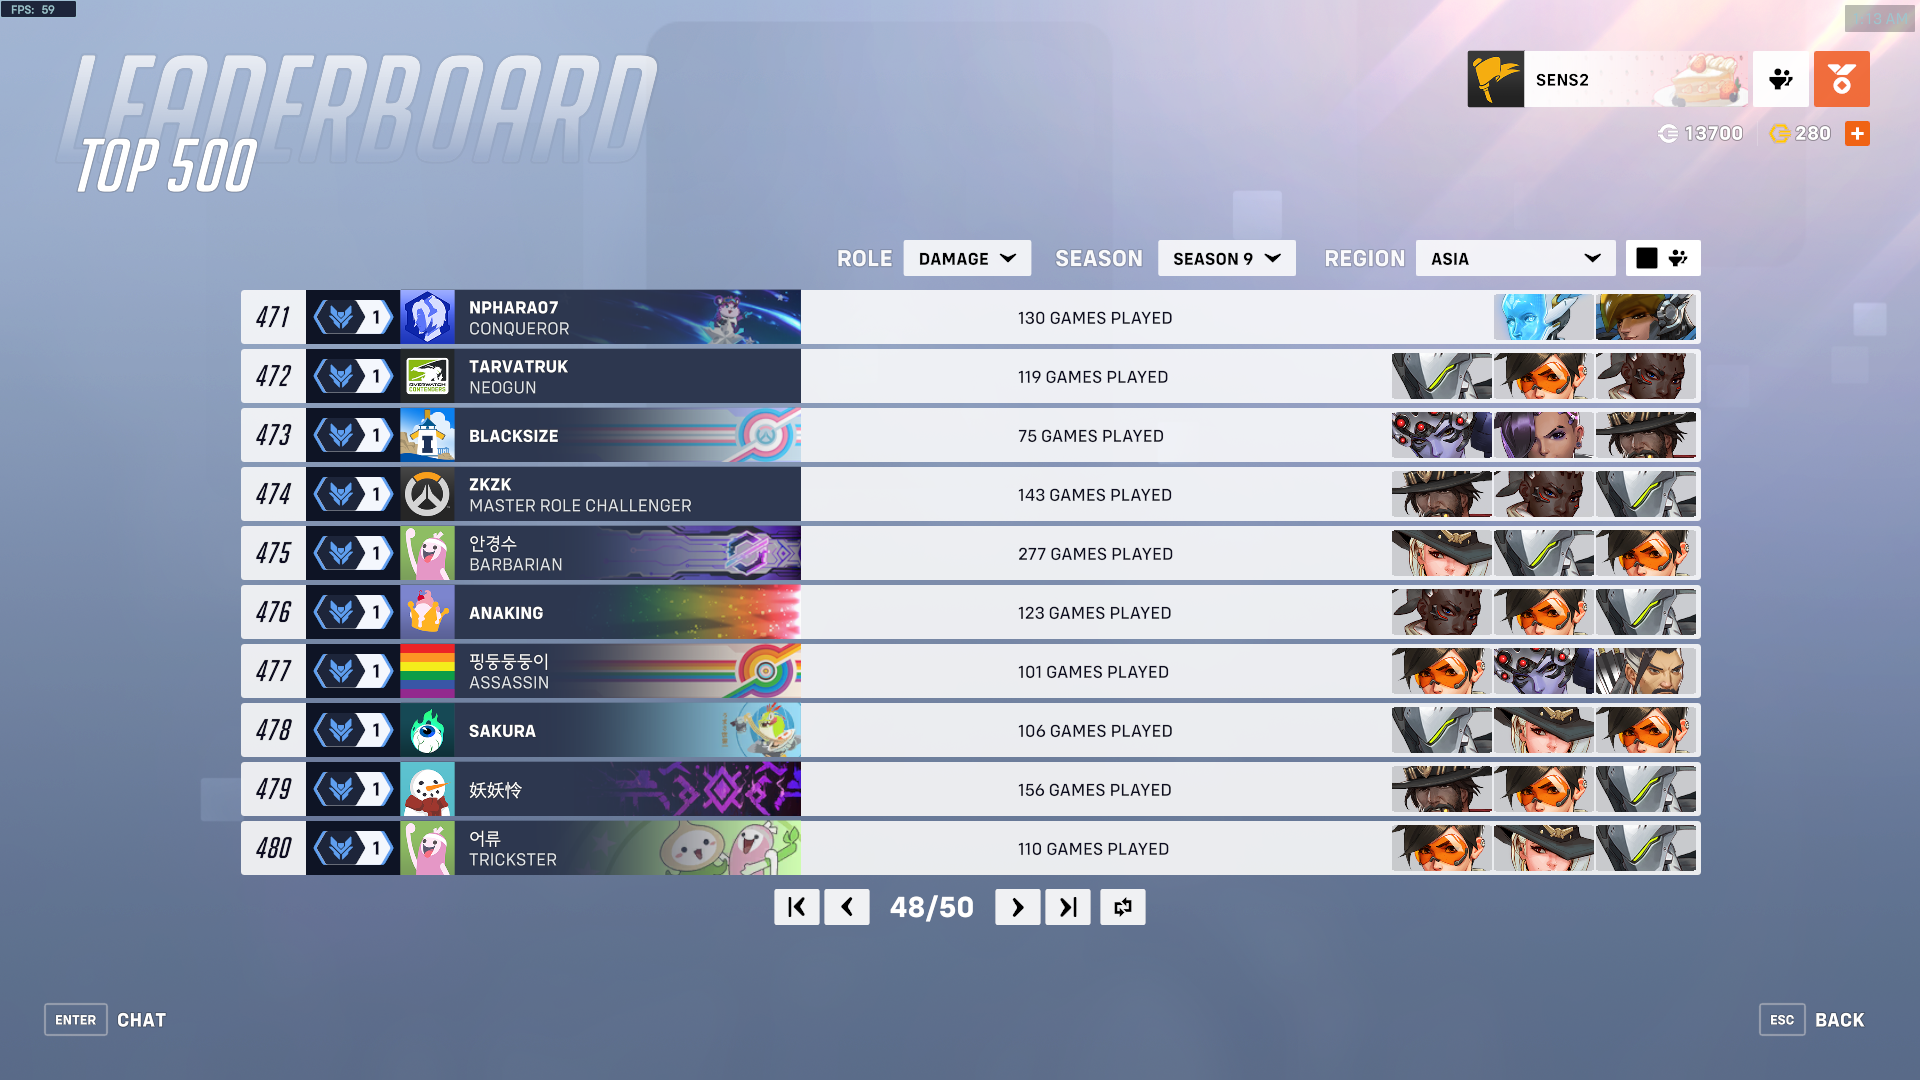 FPS: 59
LEADERBOARD
TOP 500
SENS2
13700
280
ROLE DAMAGE SEASON SEASON 9 REGION ASIA
471 1 NPHARA07 130 GAMES PLAYED
CONQUEROR
472 1 TARVATRUK 119 GAMES PLAYED
NEOGUN
473 1 BLACKSIZE 75 GAMES PLAYED
474 1 ZKZK 143 GAMES PLAYED
MASTER ROLE CHALLENGER
475 1 안경수 277 GAMES PLAYED
BARBARIAN
476 1 ANAKING 123 GAMES PLAYED
477 1 핑둥둥둥이 101 GAMES PLAYED
ASSASSIN
478 1 SAKURA 106 GAMES PLAYED
479 1 妖妖怜 156 GAMES PLAYED
480 1 어류 110 GAMES PLAYED
TRICKSTER
48/50
ENTER CHAT
ESC BACK